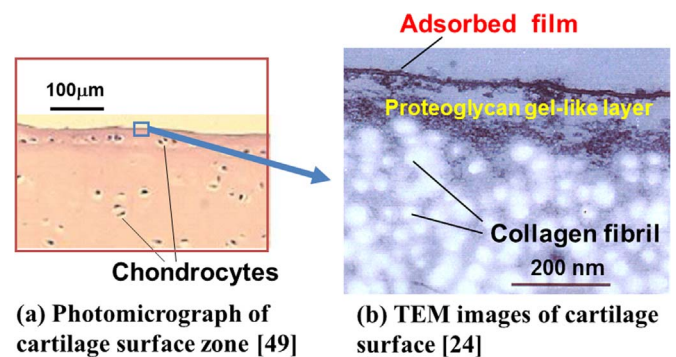 Adsorbed film
100μm
Proteoglycan gel-like layer
Collagen fibril
Chondrocytes
200 nm
(a) Photomicrograph of
cartilage surface zone [49]
(b) TEM images of cartilage
surface [24]